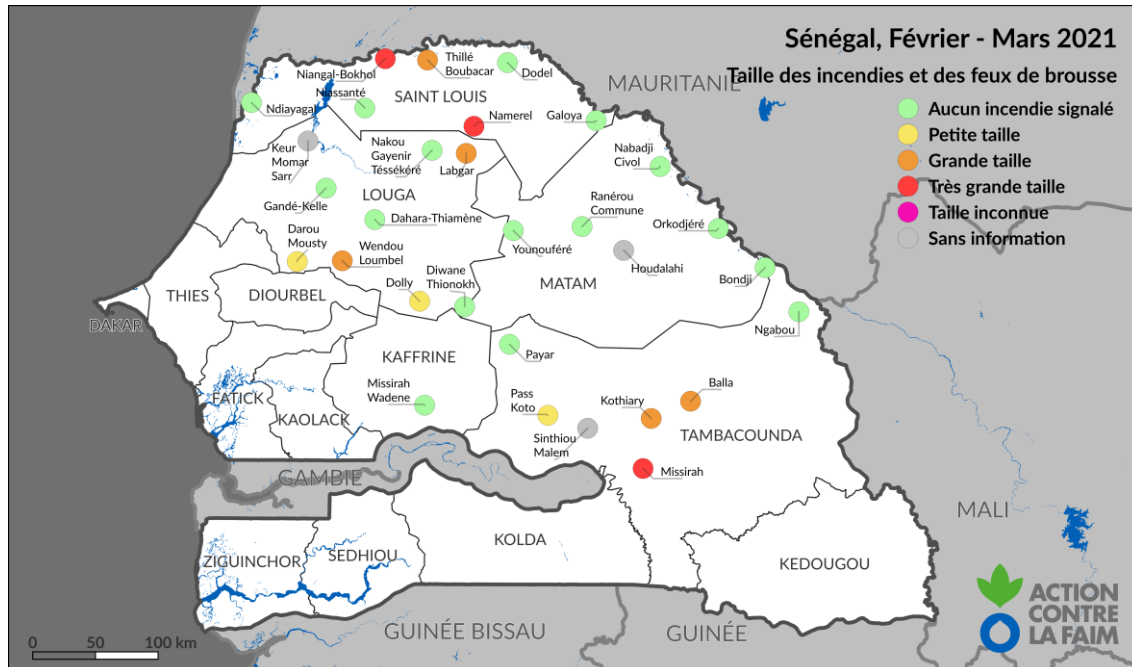 Sénégal, Février - Mars 2021
Taille des incendies et des feux de brousse
Aucun incendie signalé
Petite taille
Grande taille
Très grande taille
Taille inconnue
Sans information
MAURITANIE
Niangal-Bokhol
Thillé
Boubacar
Dodel
Niassanté
SAINT LOUIS
Ndiayagal
Namerel
Galoya
Keur
Momar
Sarr
Nakou
Gayenir
Téssékéré
Labgar
Nabadji
Civol
LOUGA
Gandé-Kelle
Ranérou
Commune
Dahara-Thiamène
Orkodjéré
Darou
Mousty
Wendou
Loumbel
Younouféré
Houdalahi
Diwane
Thionokh
Dolly
MATAM
Bondji
THIES
DIOURBEL
DAKAR
Ngabou
Payar
KAFFRINE
Missirah
Wadene
Balla
Pass
Koto
Kothiary
FATICK
KAOLACK
Sinthiou
Malem
TAMBACOUNDA
Missirah
GAMBIE
MALI
KOLDA
ZIGUINCHOR
SEDHIOU
KEDOUGOU
GUINÉE BISSAU
GUINÉE
0 50 100 km
ACTION
CONTRE
LA FAIM